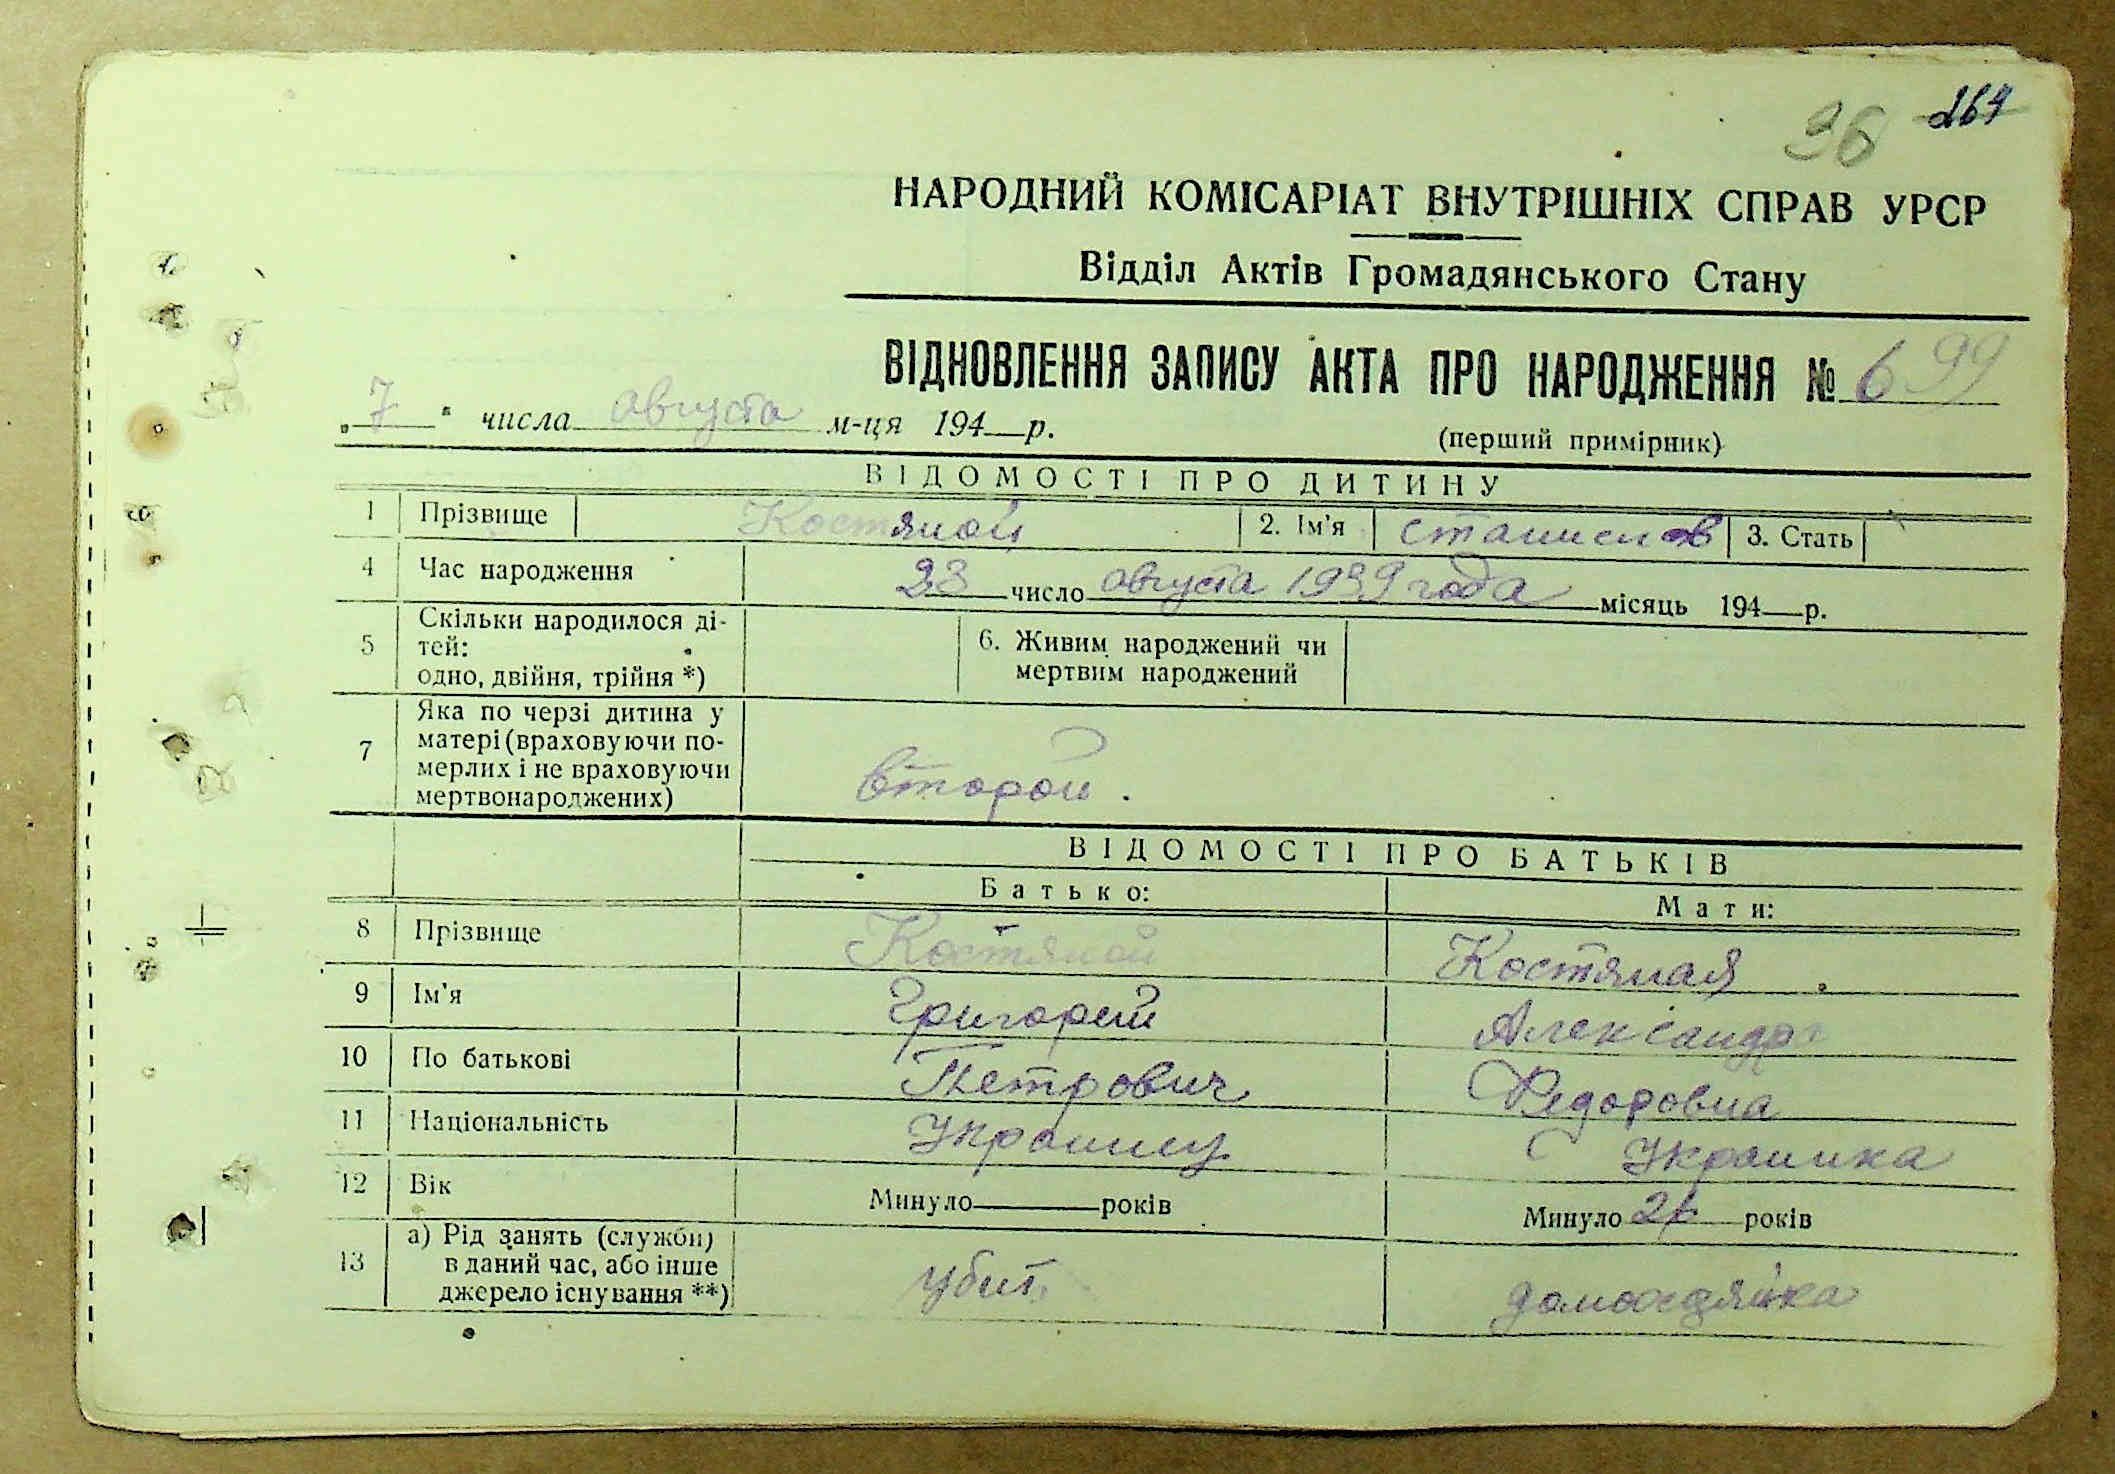 36 264
НАРОДНИЙ КОМІСАРІАТ ВНУТРІШНІХ СПРАВ УРСР
Відділ Актів Громадянського Стану
ВІДНОВЛЕННЯ ЗАПИСУ АКТА ПРО НАРОДЖЕННЯ № 699
„7“ числа августа м-ця 194 р.
(перший примірник)
ВІДОМОСТІ ПРО ДИТИНУ
1 Прізвище Костяной 2. Ім'я Станислав 3. Стать
4 Час народження 23 число августа 1939 года місяць 194 р.
5 Скільки народилося ді-
тей:
одно, двійня, трійня *)
6. Живим народжений чи
мертвим народжений
7 Яка по черзі дитина у
матері (враховуючи по-
мерлих і не враховуючи
мертвонароджених)
второй.
ВІДОМОСТІ ПРО БАТЬКІВ
Батько: Мати:
8 Прізвище Костяной Костяная
9 Ім'я Григорий Александра
10 По батькові Петрович Федоровна
11 Національність Украинец Украинка
12 Вік Минуло років Минуло років
13 а) Рід занять (служби)
в даний час, або інше
джерело існування **)
убит домохозяйка